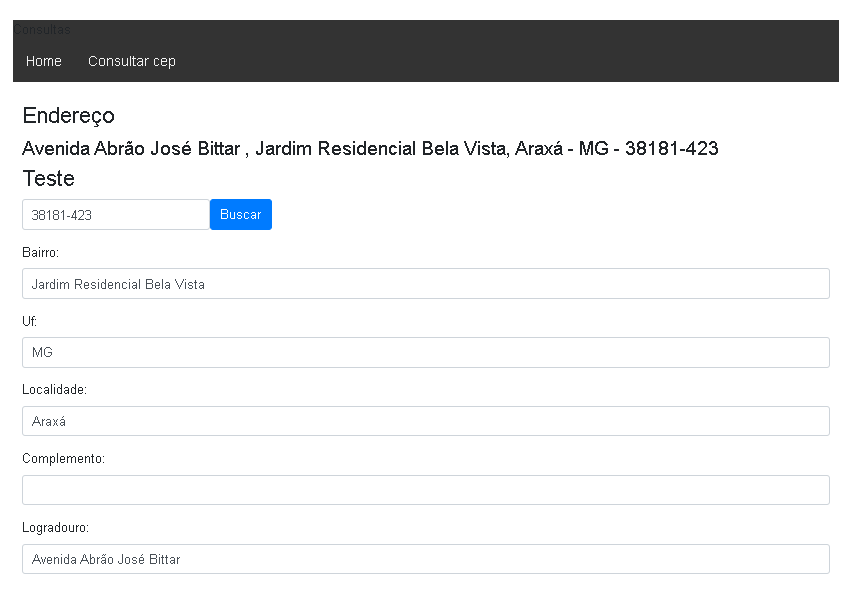 Consultas
Home Consultar cep
Endereço
Avenida Abrão José Bittar , Jardim Residencial Bela Vista, Araxá - MG - 38181-423
Teste
38181-423 Buscar
Bairro:
Jardim Residencial Bela Vista
Uf:
MG
Localidade:
Araxá
Complemento:
Logradouro:
Avenida Abrão José Bittar